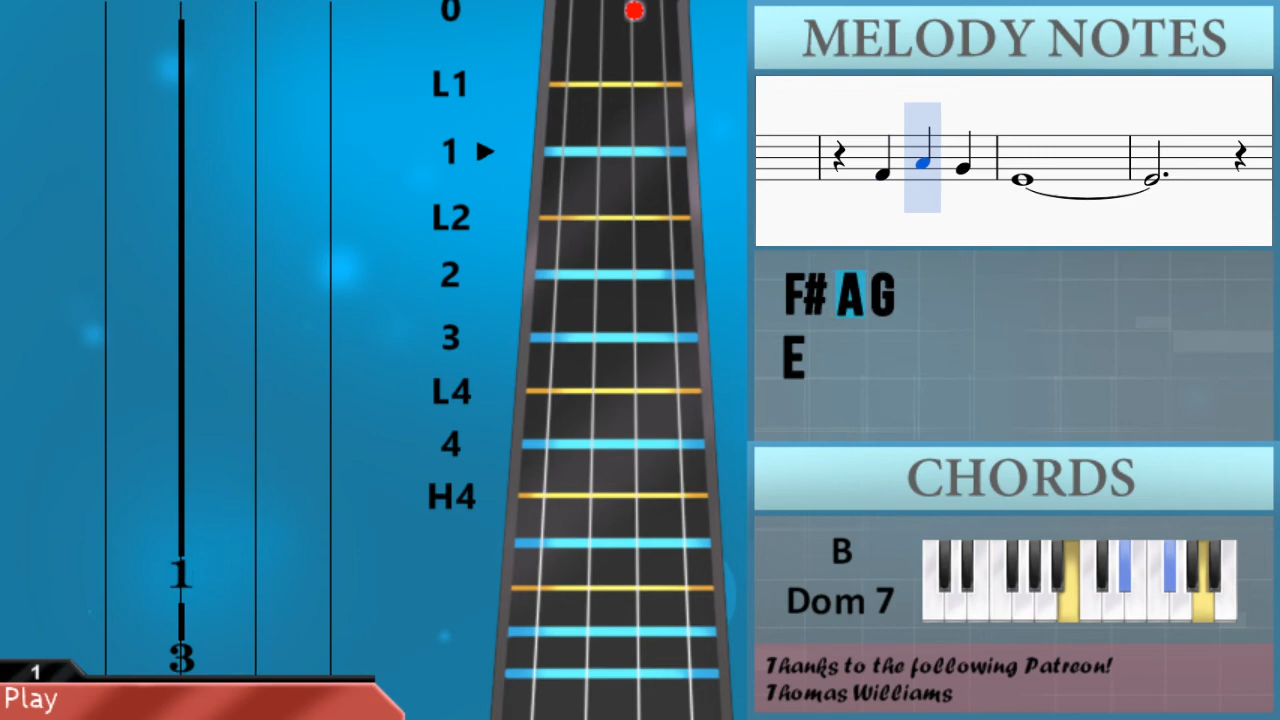 0
L1
1
L2
2
3
L4
4
H4
1
3
1
Play
MELODY NOTES
F# A G
E
CHORDS
B
Dom 7
Thanks to the following Patreon!
Thomas Williams